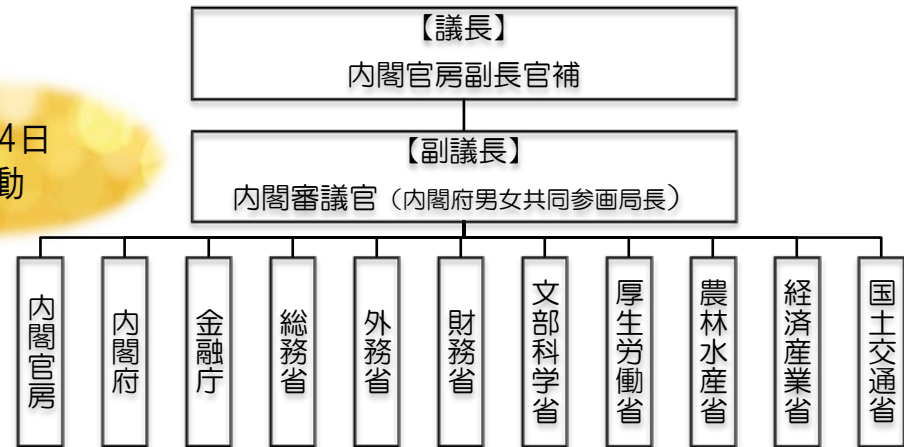 【議長】
内閣官房副長官補
4日
動
【副議長】
内閣審議官（内閣府男女共同参画局長）
内閣官房
内閣府
金融庁
総務省
外務省
財務省
文部科学省
厚生労働省
農林水産省
経済産業省
国土交通省